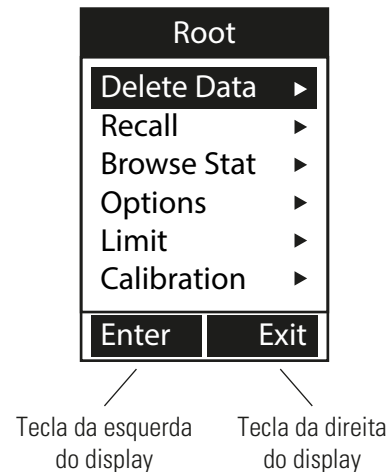 Root
Delete Data
Recall
Browse Stat
Options
Limit
Calibration
Enter Exit
Tecla da esquerda Tecla da direita
do display do display